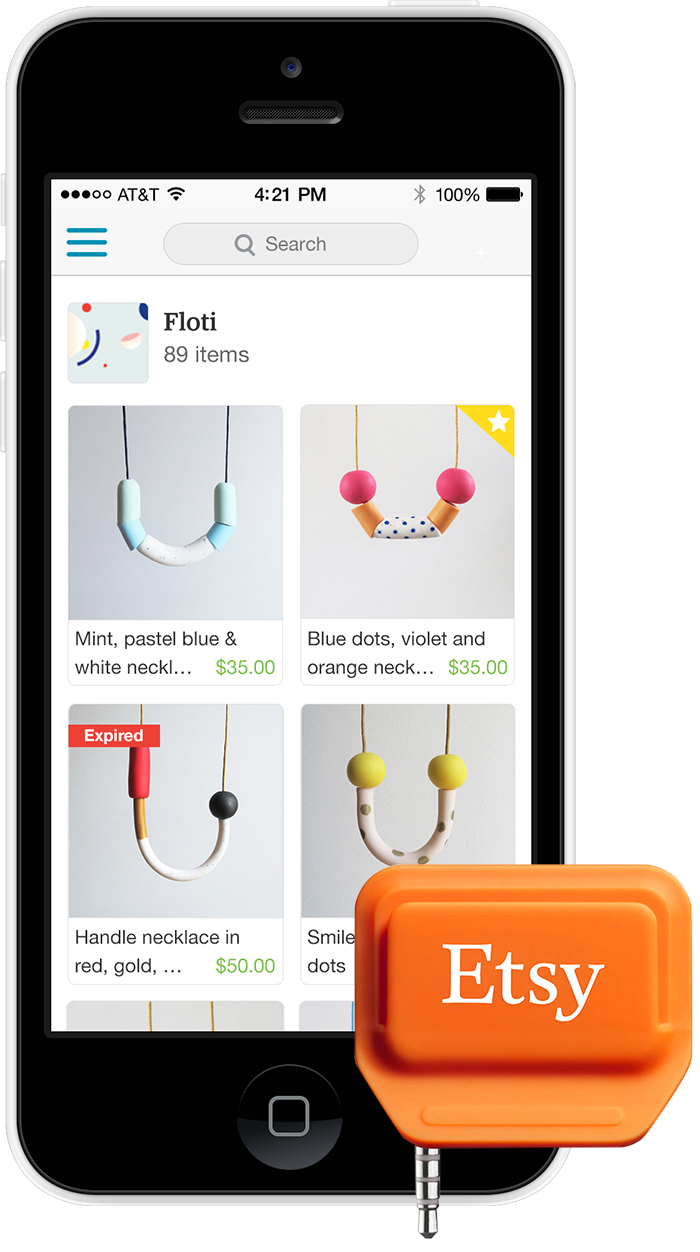 AT&T 4:21 PM 100%
Search
Floti
89 items
Mint, pastel blue &
white neckl… $35.00
Blue dots, violet and
orange neck… $35.00
Expired
Handle necklace in
red, gold, … $50.00
Smile
dots
Etsy